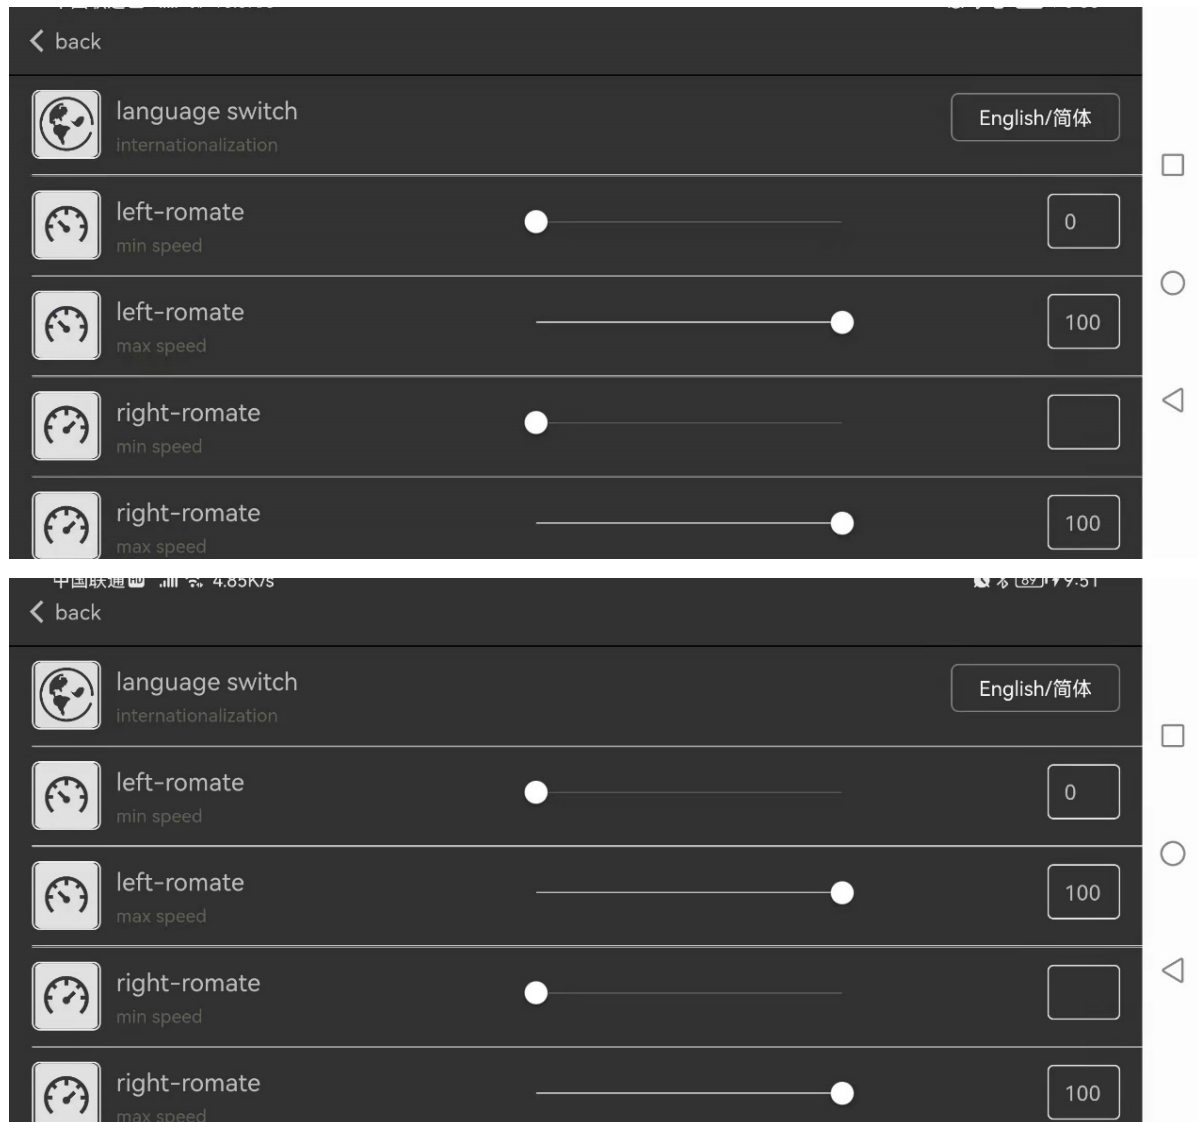 back
language switch
internationalization
English/简体
left-romate
min speed
0
left-romate
max speed
100
right-romate
min speed
right-romate
max speed
100
中国联通 4.85K/s
89 9:51
back
language switch
internationalization
English/简体
left-romate
min speed
0
left-romate
max speed
100
right-romate
min speed
right-romate
max speed
100